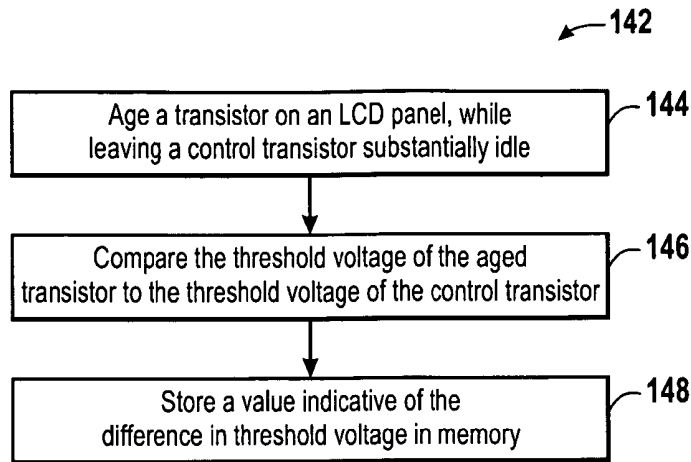 142
Age a transistor on an LCD panel, while
leaving a control transistor substantially idle
144
Compare the threshold voltage of the aged
transistor to the threshold voltage of the control transistor
146
Store a value indicative of the
difference in threshold voltage in memory
148